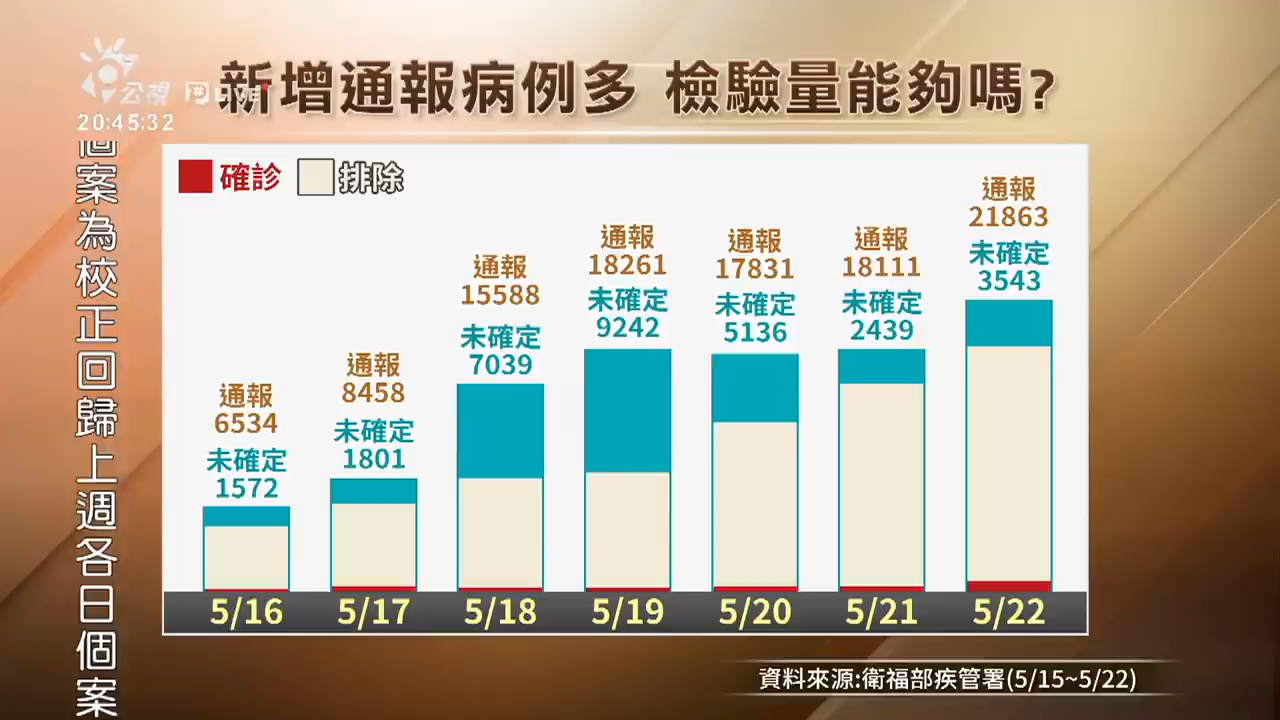 公視
LIVE
20:45:32
新增通報病例多 檢驗量能夠嗎?
個案為校正回歸上週各日個案
確診 排除
通報
6534
未確定
1572
通報
8458
未確定
1801
通報
15588
未確定
7039
通報
18261
未確定
9242
通報
17831
未確定
5136
通報
18111
未確定
2439
通報
21863
未確定
3543
5/16 5/17 5/18 5/19 5/20 5/21 5/22
資料來源:衛福部疾管署(5/15~5/22)